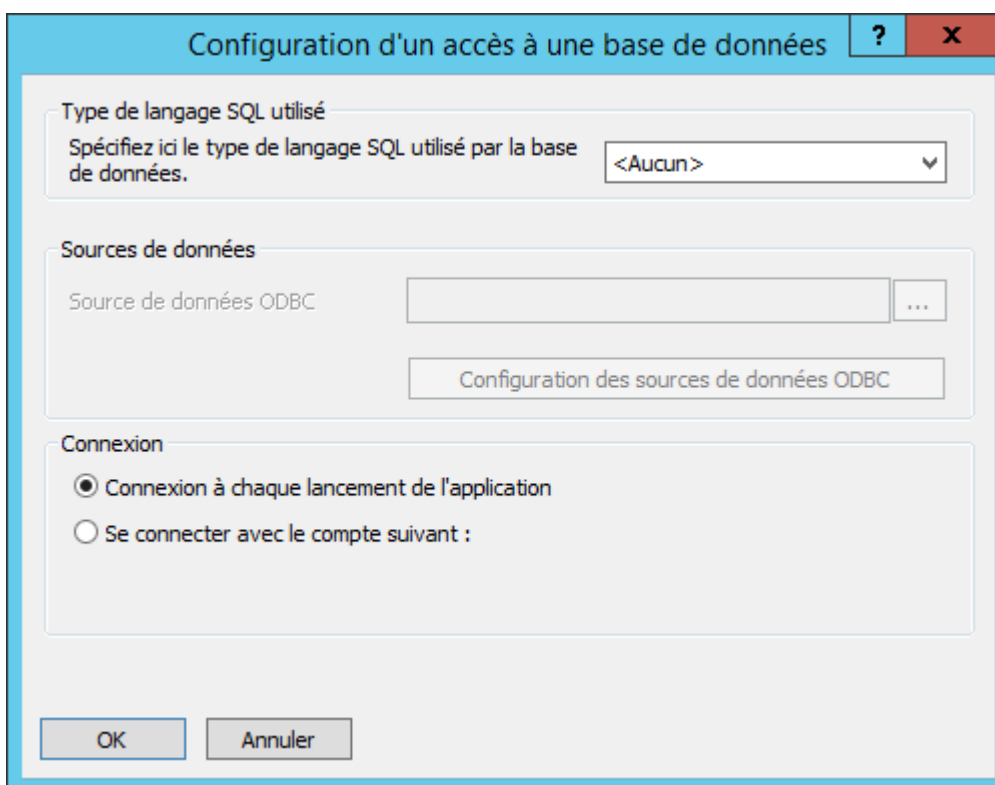 Configuration d'un accès à une base de données
?
x
Type de langage SQL utilisé
Spécifiez ici le type de langage SQL utilisé par la base
de données.
<Aucun>
Sources de données
Source de données ODBC
...
Configuration des sources de données ODBC
Connexion
Connexion à chaque lancement de l'application
Se connecter avec le compte suivant :
OK
Annuler